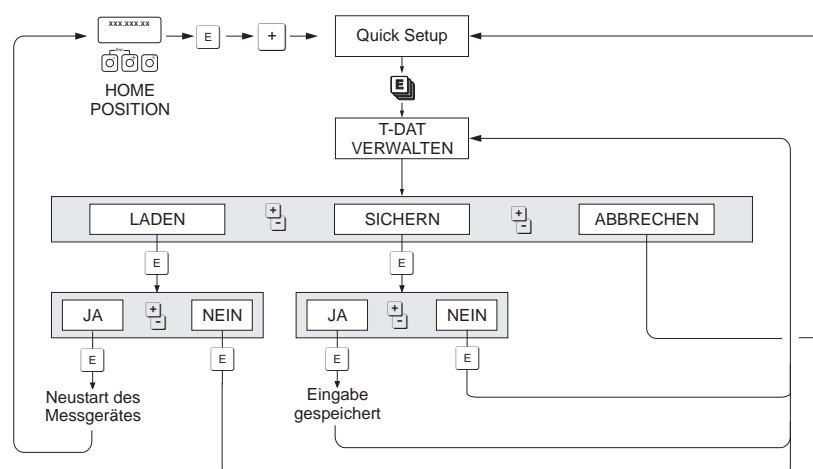 xxx.xxx.xx
Esc
E
+
Quick Setup
HOME
POSITION
E
T-DAT
VERWALTEN
LADEN
+
-
SICHERN
+
-
ABBRECHEN
E
E
JA
+
-
NEIN
JA
+
-
NEIN
E
E
E
E
Neustart des
Messgerätes
Eingabe
gespeichert